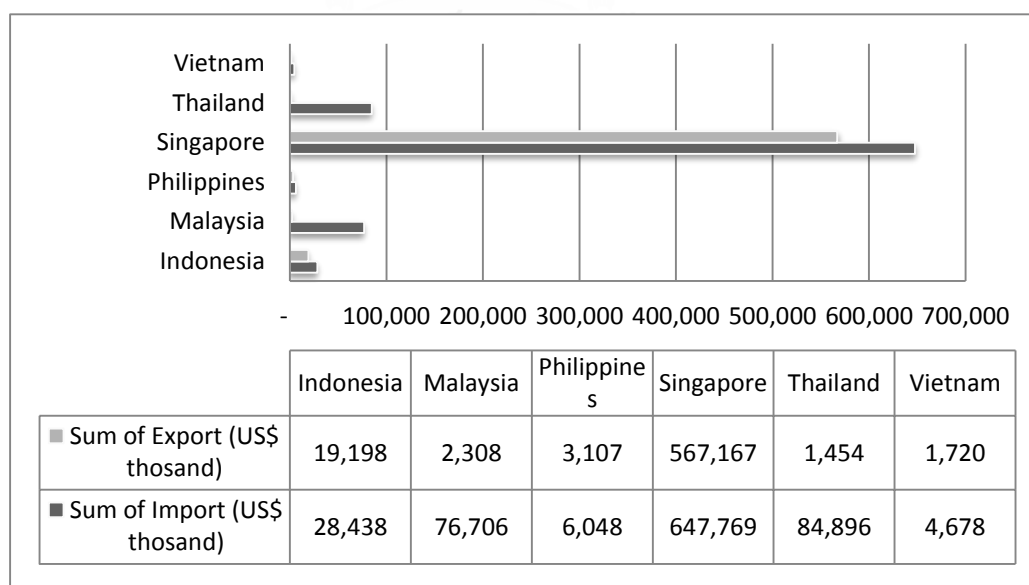 Vietnam
Thailand
Singapore
Philippines
Malaysia
Indonesia
- 100,000 200,000 300,000 400,000 500,000 600,000 700,000
Indonesia Malaysia Philippine
s Singapore Thailand Vietnam
Sum of Export (US$
thosand) 19,198 2,308 3,107 567,167 1,454 1,720
Sum of Import (US$
thosand) 28,438 76,706 6,048 647,769 84,896 4,678